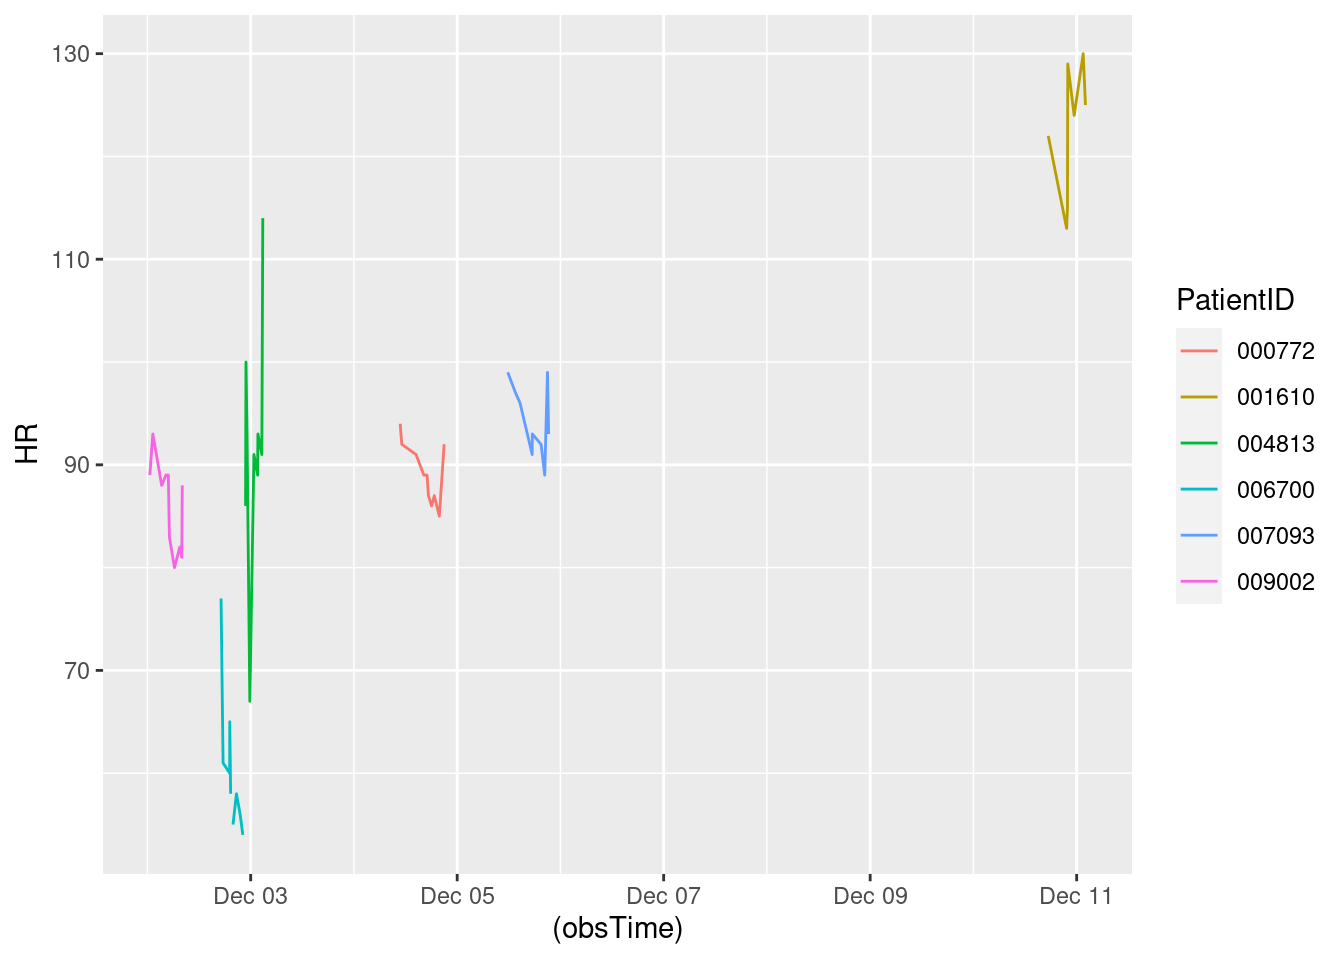 130
110
90
70
HR
Dec 03
Dec 05
Dec 07
Dec 09
Dec 11
(obsTime)
PatientID
000772
001610
004813
006700
007093
009002